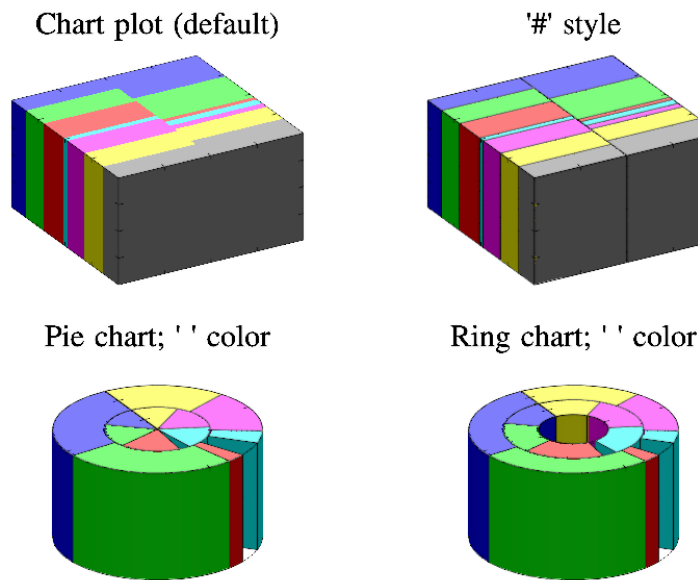 Chart plot (default)
'#' style
Pie chart; ' ' color
Ring chart; ' ' color